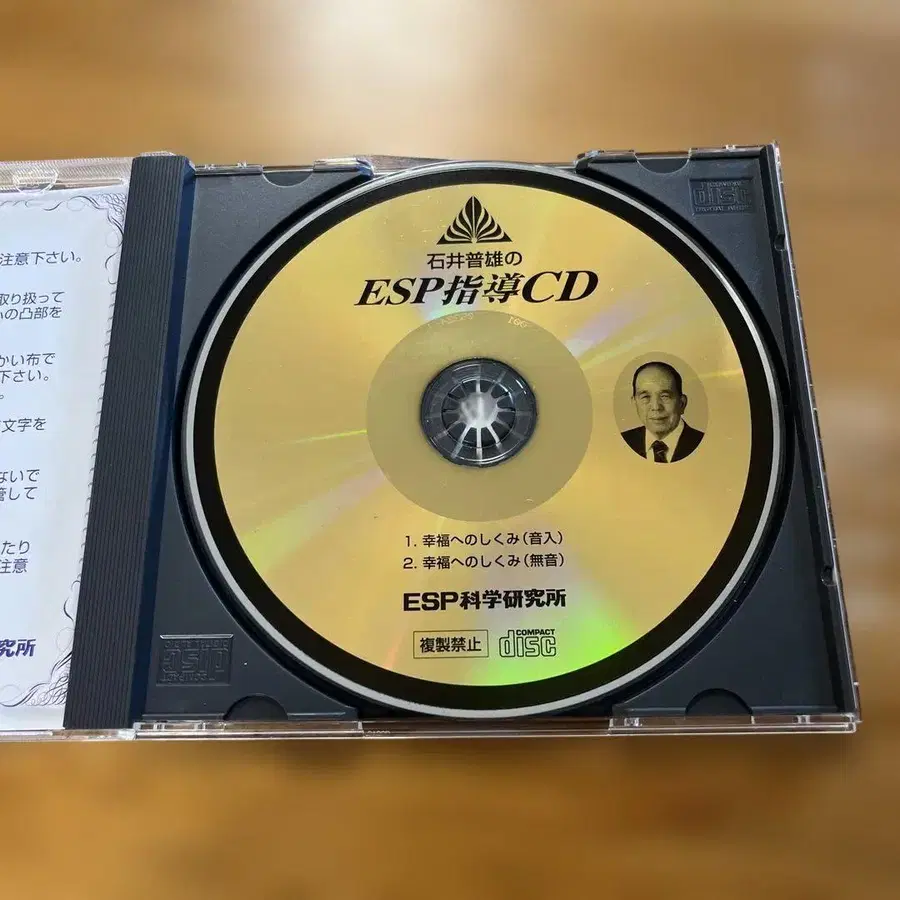 注意下さい。
取り扱って
の凸部を
かい布で
下さい。
文字を
ないで
管して
たり
注意
究所
石井普雄の
ESP指導CD
1. 幸福へのしくみ(音入)
2. 幸福へのしくみ(無音)
ESP科学研究所
複製禁止
COMPACT
disc
disc